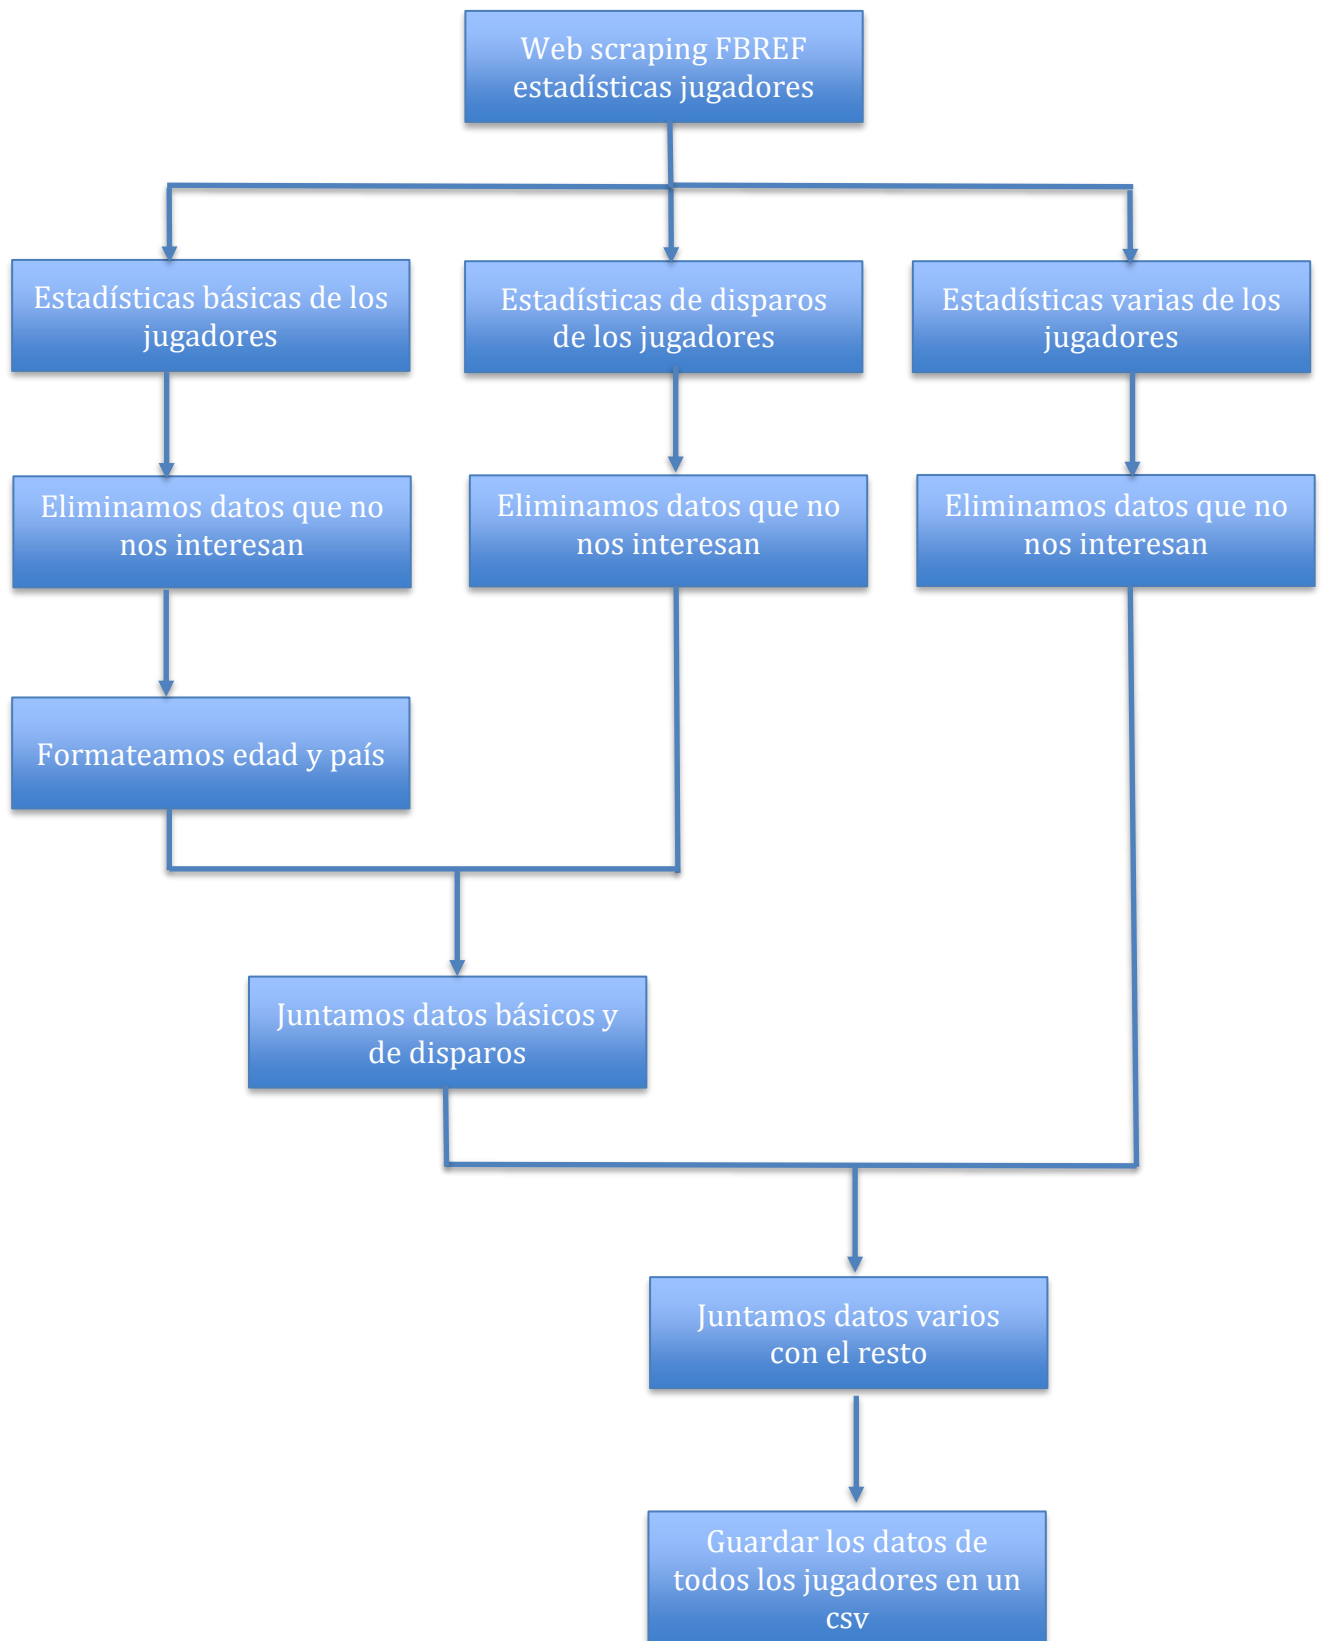 Web scraping FBREF
estadísticas jugadores
Estadísticas básicas de los
jugadores
Estadísticas de disparos
de los jugadores
Estadísticas varias de los
jugadores
Eliminamos datos que no
nos interesan
Eliminamos datos que no
nos interesan
Eliminamos datos que no
nos interesan
Formateamos edad y país
Juntamos datos básicos y
de disparos
Juntamos datos varios
con el resto
Guardar los datos de
todos los jugadores en un
csv